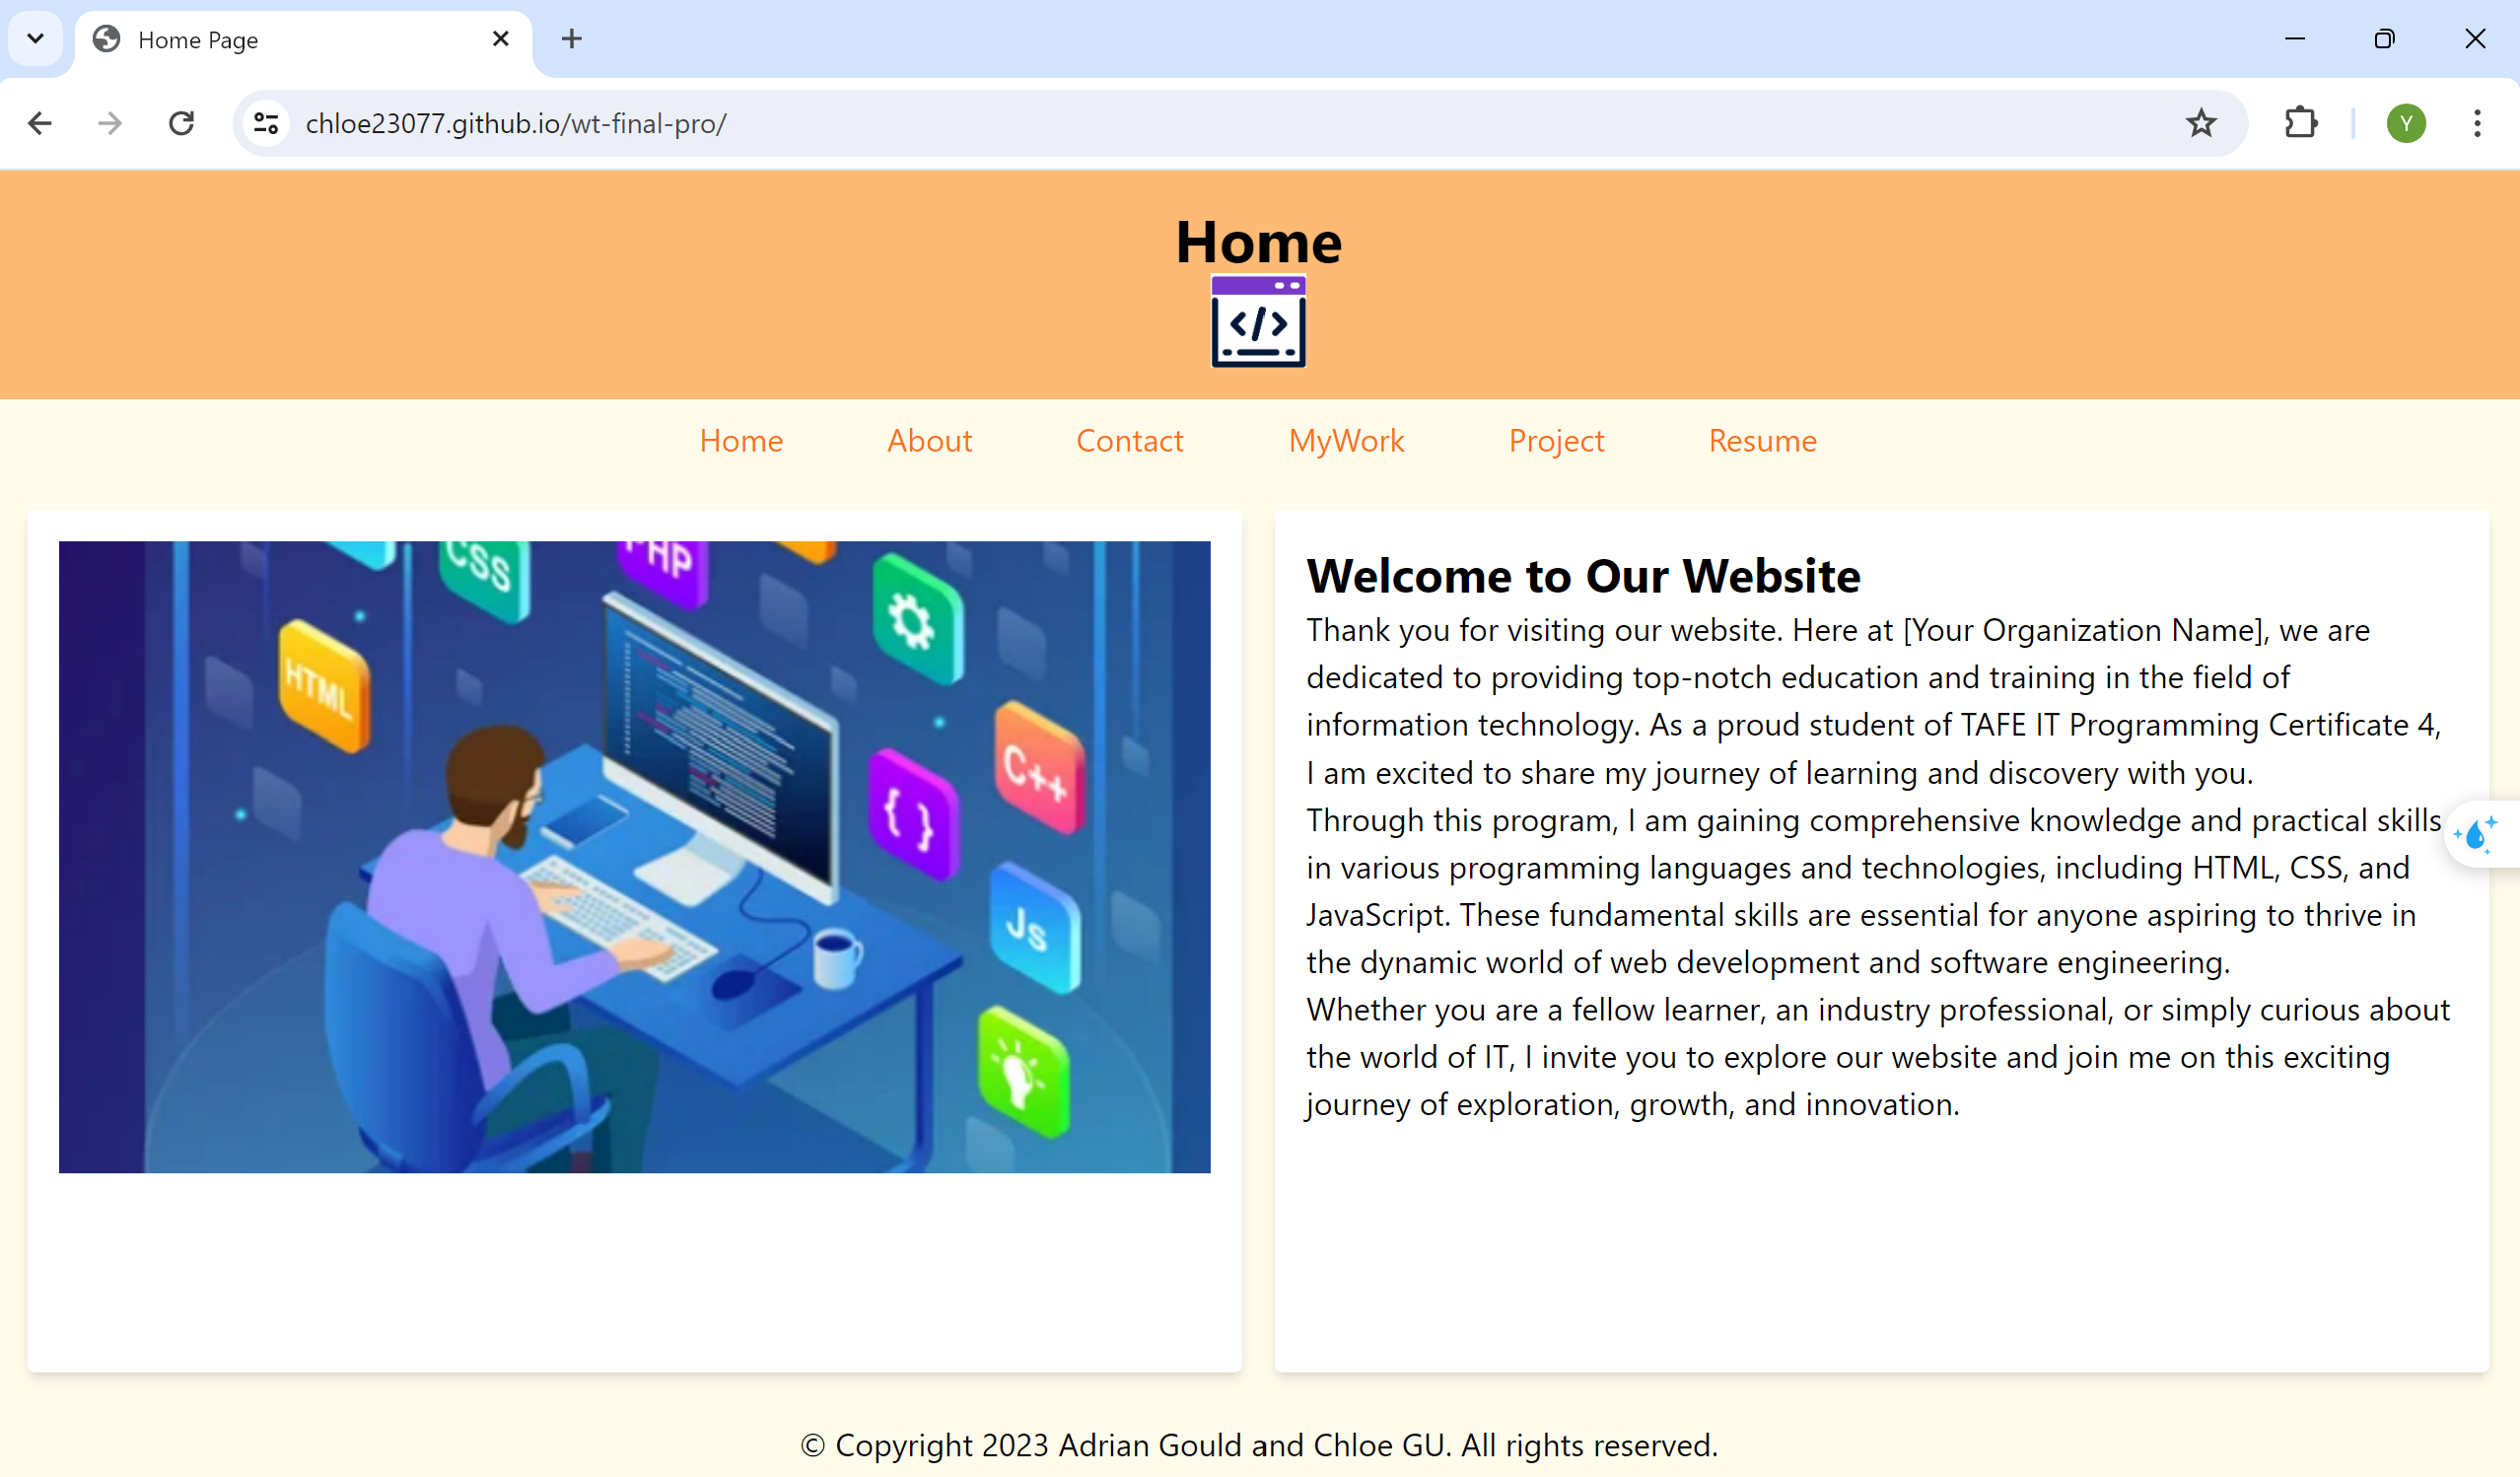 Home Page
chloe23077.github.io/wt-final-pro/
Y
Home
</>
Home About Contact MyWork Project Resume
CSS
PHP
HTML
C++
{ }
Js
Welcome to Our Website
Thank you for visiting our website. Here at [Your Organization Name], we are
dedicated to providing top-notch education and training in the field of
information technology. As a proud student of TAFE IT Programming Certificate 4,
I am excited to share my journey of learning and discovery with you.
Through this program, I am gaining comprehensive knowledge and practical skills
in various programming languages and technologies, including HTML, CSS, and
JavaScript. These fundamental skills are essential for anyone aspiring to thrive in
the dynamic world of web development and software engineering.
Whether you are a fellow learner, an industry professional, or simply curious about
the world of IT, I invite you to explore our website and join me on this exciting
journey of exploration, growth, and innovation.
© Copyright 2023 Adrian Gould and Chloe GU. All rights reserved.